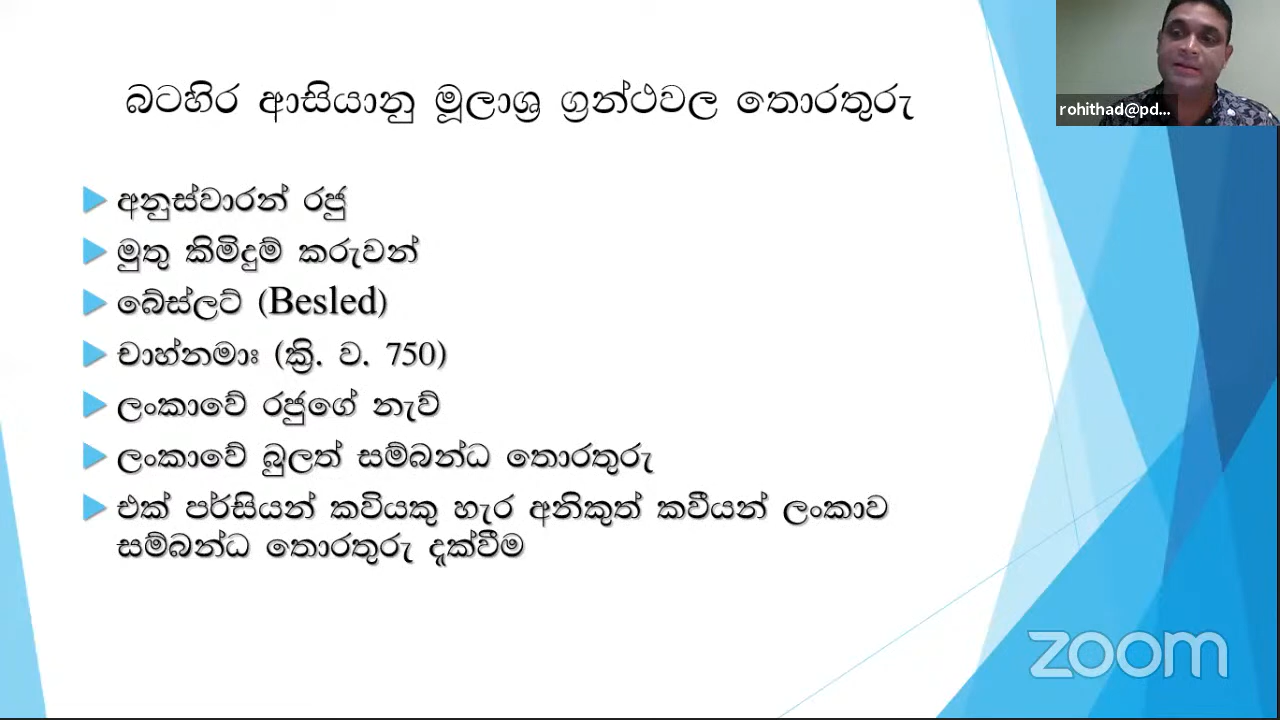 බටහිර ආසියානු මූලාශ්‍ර ග්‍රන්ථවල තොරතුරු
rohithad@pd...
අනුස්වාරන් රජු
මුතු කිමිදුම් කරුවන්
බේස්ලට් (Besled)
චාහ්නමාඃ (ක්‍රි. ව. 750)
ලංකාවේ රජුගේ නැව්
ලංකාවේ බුලත් සම්බන්ධ තොරතුරු
එක් පර්සියන් කවියකු හැර අනිකුත් කවීයන් ලංකාව
සම්බන්ධ තොරතුරු දැක්වීම
zoom